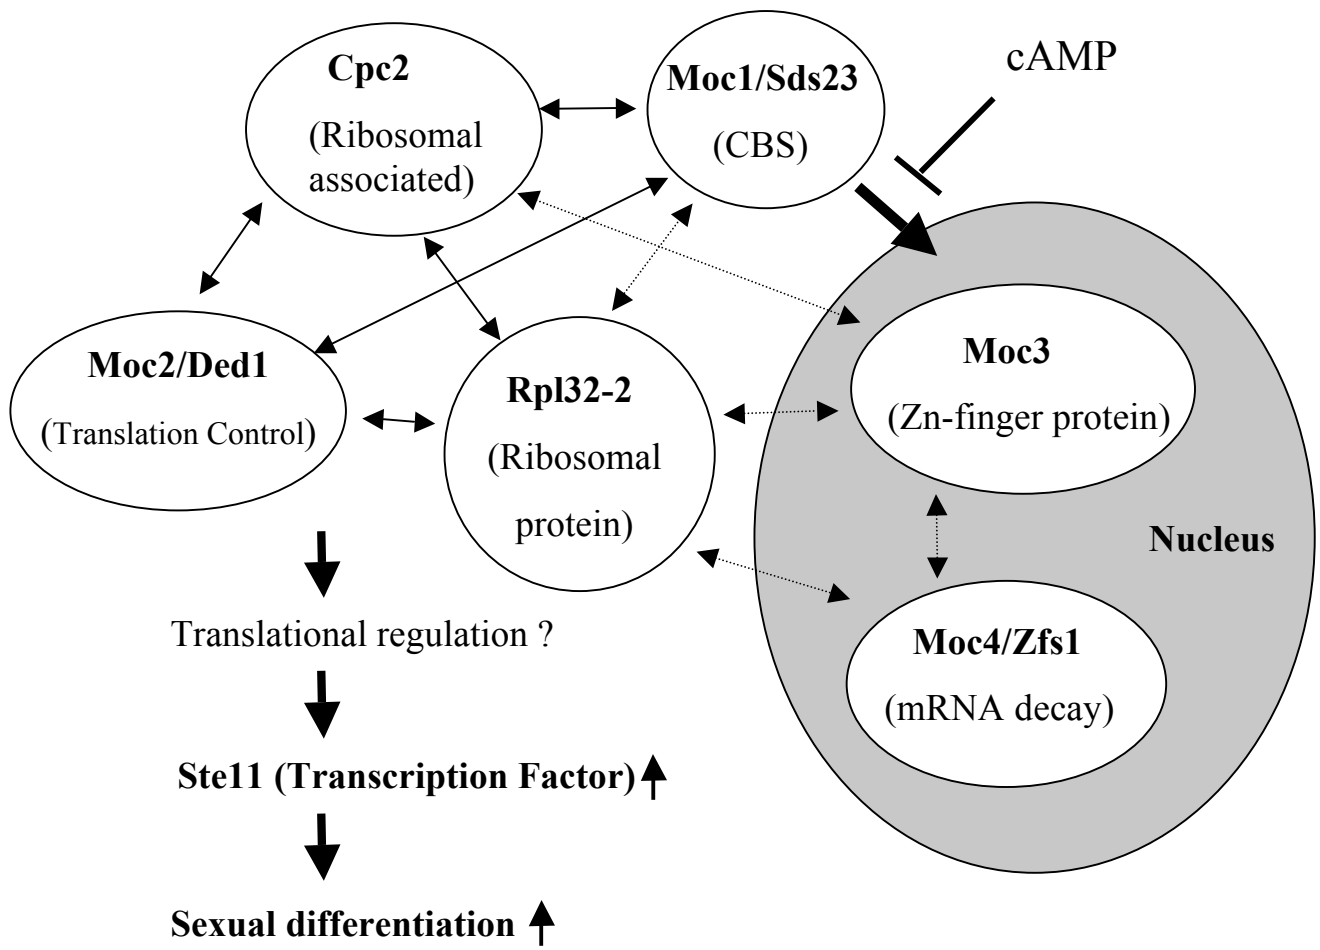 Cpc2
(Ribosomal
associated)
Moc1/Sds23
(CBS)
cAMP
Moc2/Ded1
(Translation Control)
Rpl32-2
(Ribosomal
protein)
Moc3
(Zn-finger protein)
Nucleus
Moc4/Zfs1
(mRNA decay)
Translational regulation ?
Ste11 (Transcription Factor)
Sexual differentiation